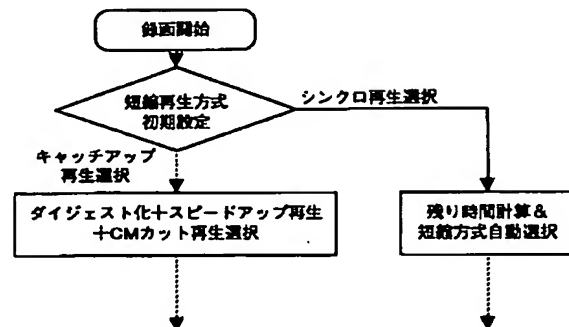 録画開始
短縮再生方式
初期設定
シンクロ再生選択
キャッチアップ
再生選択
ダイジェスト化＋スピードアップ再生
＋CMカット再生選択
残り時間計算＆
短縮方式自動選択